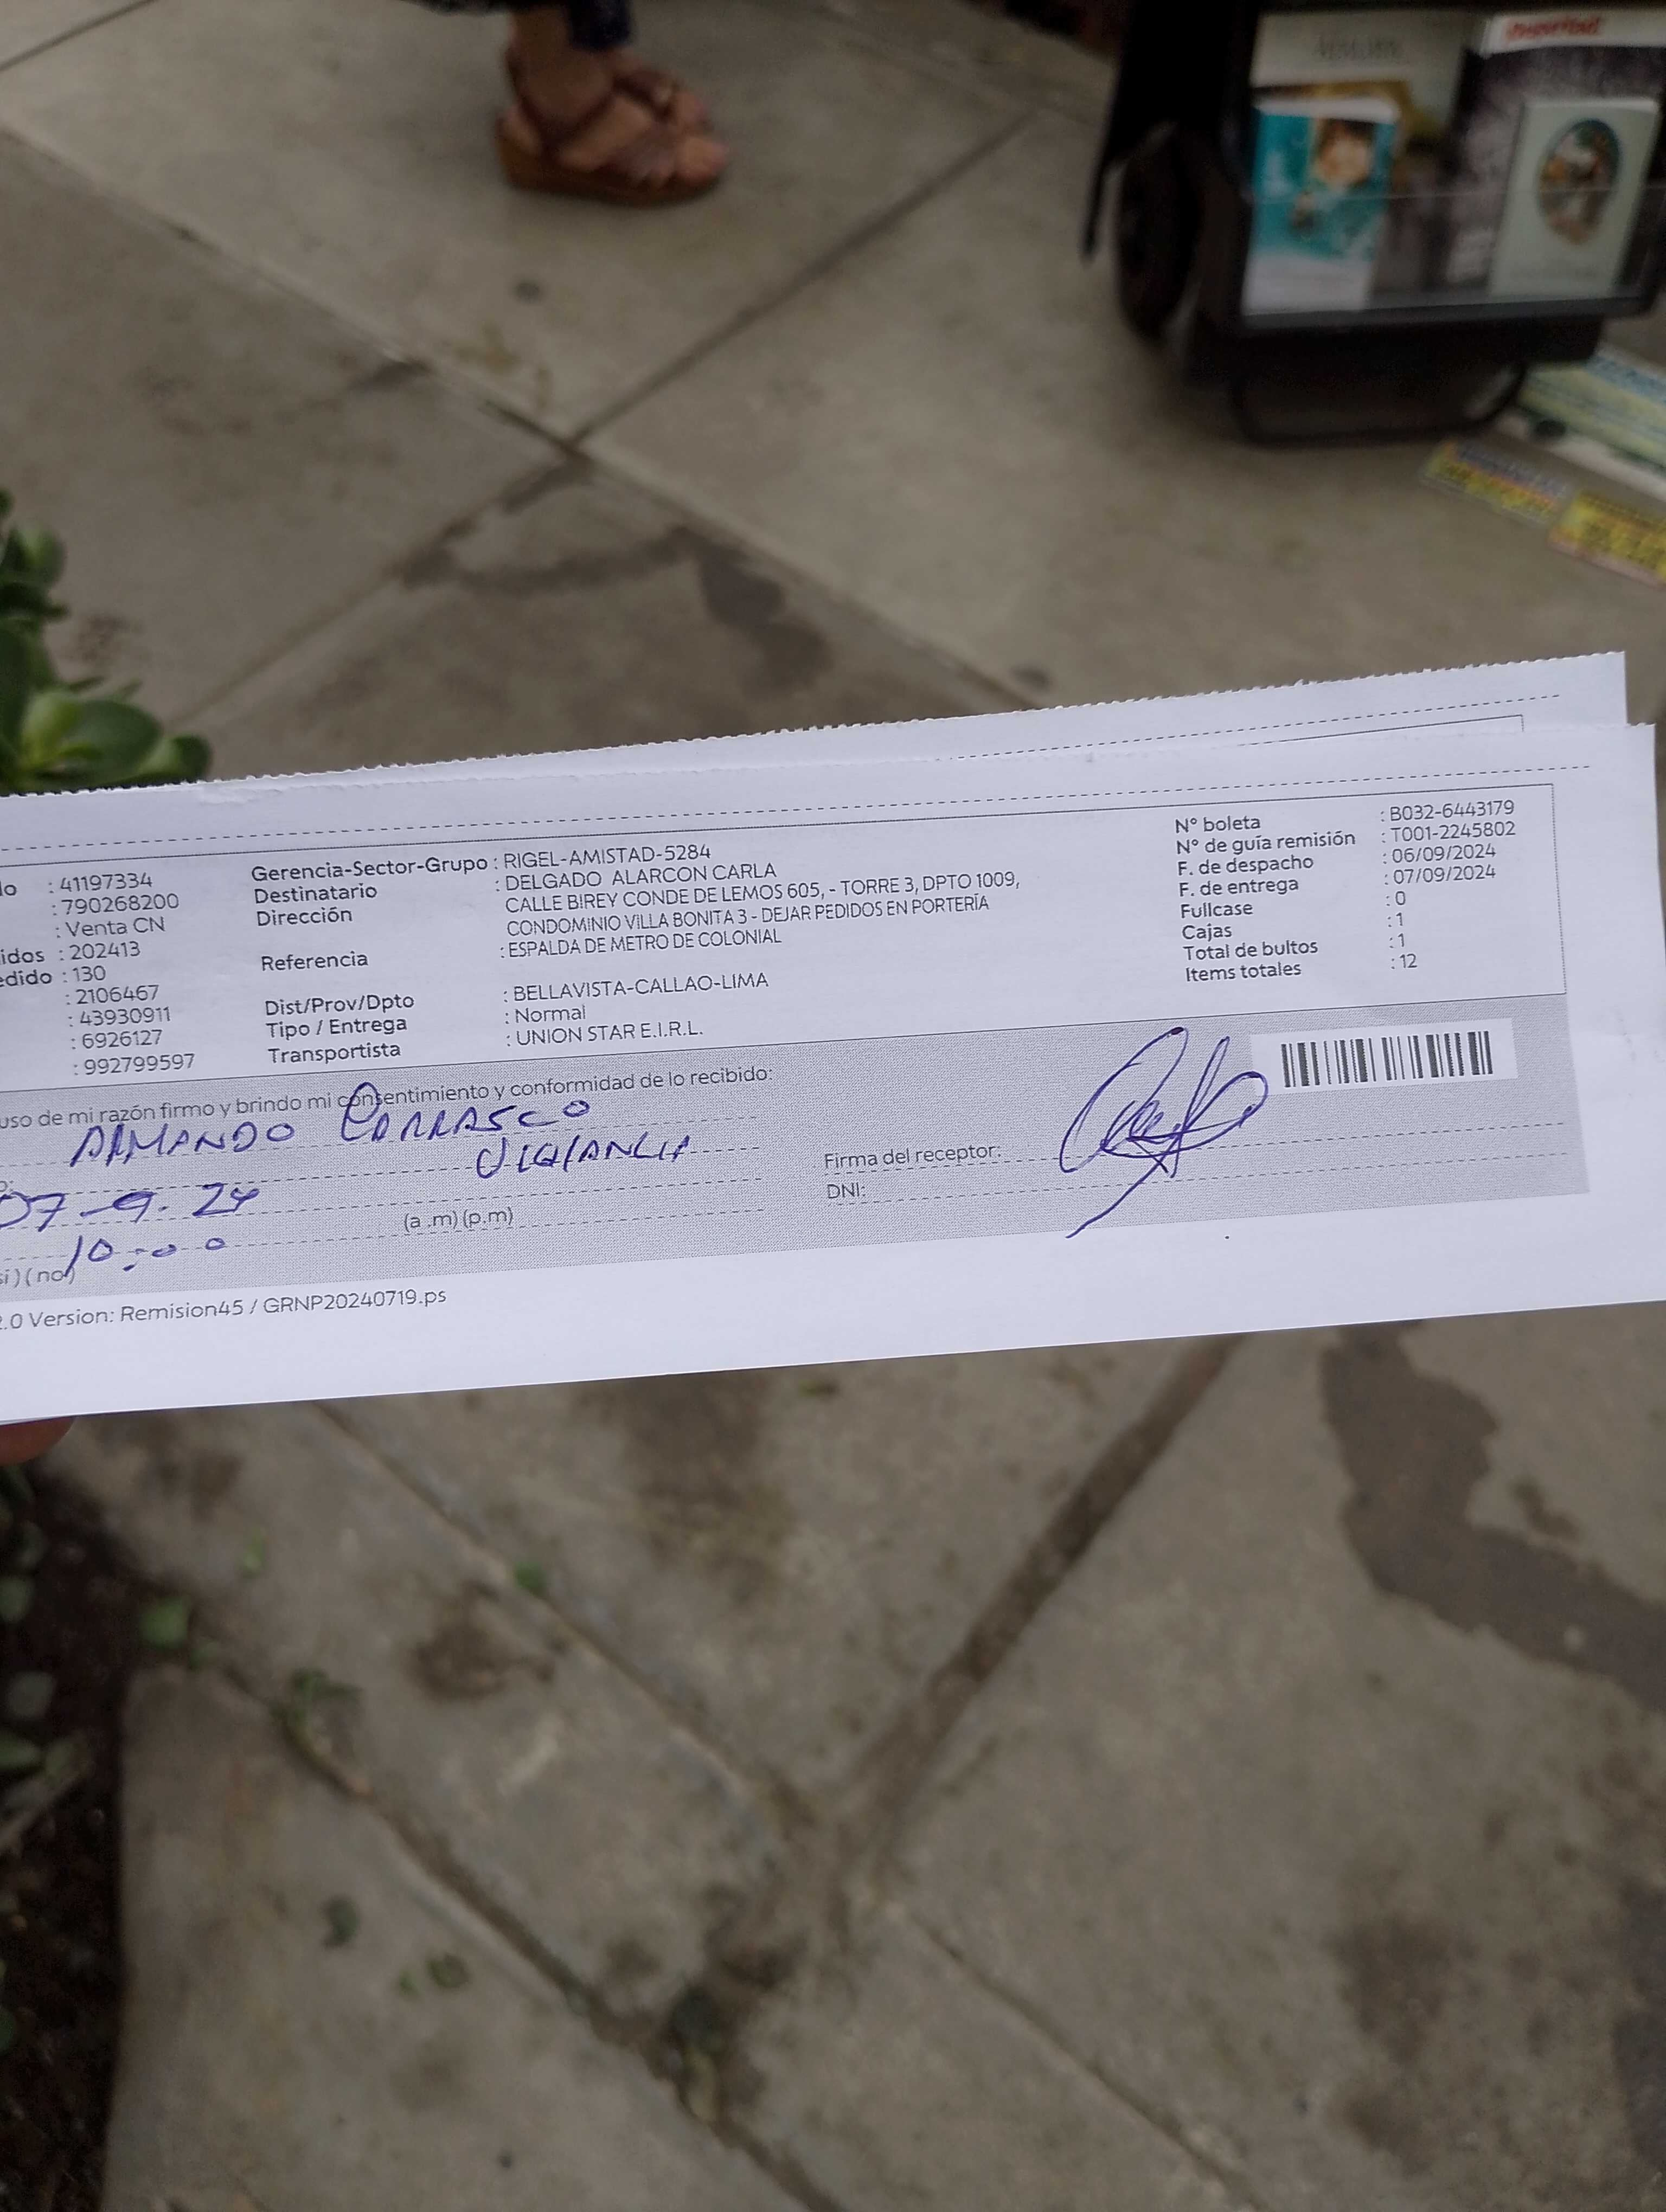 do : 41197334
: 790268200
: Venta CN
idos : 202413
edido : 130
: 2106467
: 43930911
: 6926127
: 992799597
Gerencia-Sector-Grupo : RIGEL-AMISTAD-5284
Destinatario : DELGADO ALARCON CARLA
Dirección CALLE BIREY CONDE DE LEMOS 605, - TORRE 3, DPTO 1009,
CONDOMINIO VILLA BONITA 3 - DEJAR PEDIDOS EN PORTERÍA
Referencia : ESPALDA DE METRO DE COLONIAL
Dist/Prov/Dpto : BELLAVISTA-CALLAO-LIMA
Tipo / Entrega : Normal
Transportista : UNION STAR E.I.R.L.
N° boleta : B032-6443179
N° de guía remisión : T001-2245802
F. de despacho : 06/09/2024
F. de entrega : 07/09/2024
Fullcase : 0
Cajas : 1
Total de bultos : 1
Items totales : 12
uso de mi razón firmo y brindo mi consentimiento y conformidad de lo recibido:
ARMANDO CARRASCO
VIGILANCIA
07-9-24
10:00
(a .m) (p.m)
si) (no)
Firma del receptor:
DNI:
2.0 Version: Remision45 / GRNP20240719.ps